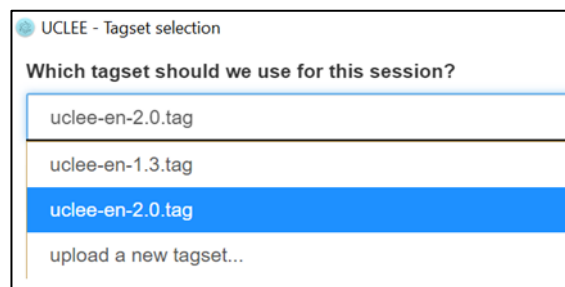 UCLEE - Tagset selection
Which tagset should we use for this session?
uclee-en-2.0.tag
uclee-en-1.3.tag
uclee-en-2.0.tag
upload a new tagset...